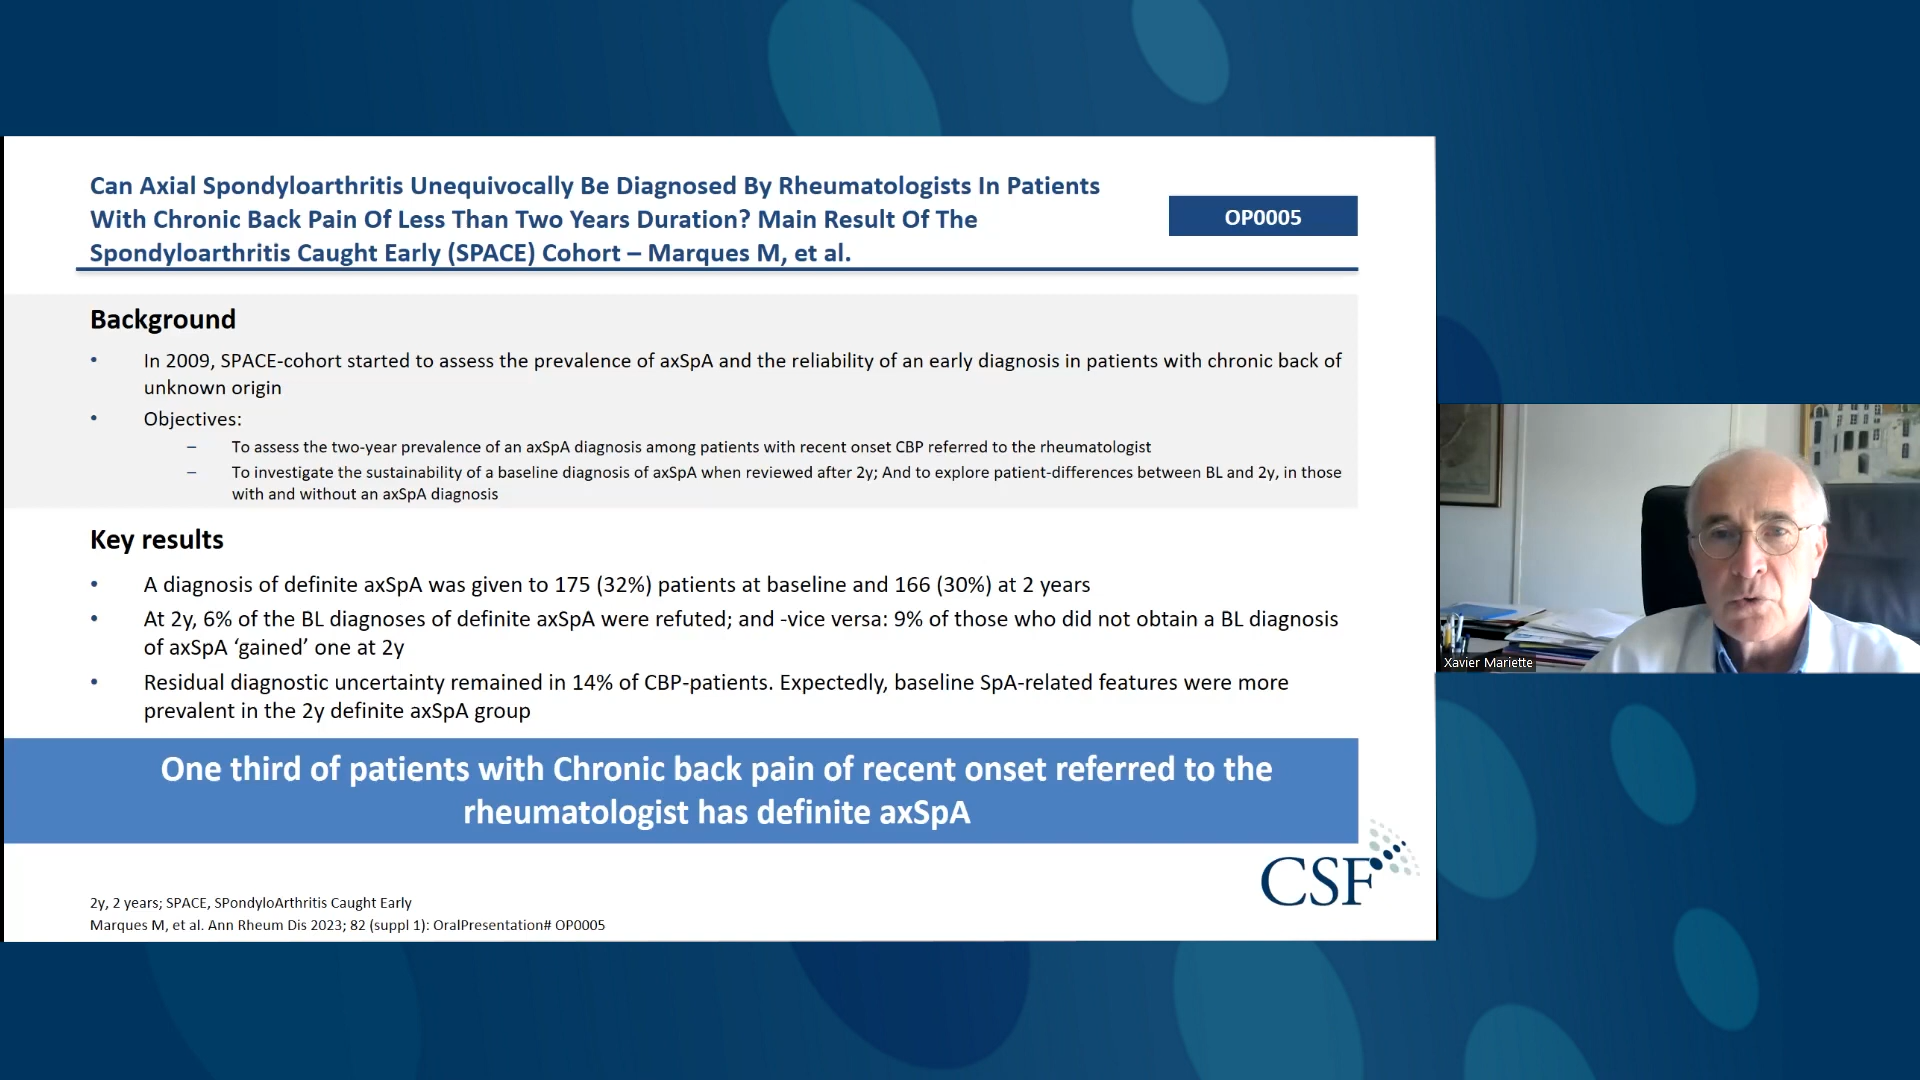 Can Axial Spondyloarthritis Unequivocally Be Diagnosed By Rheumatologists In Patients
With Chronic Back Pain Of Less Than Two Years Duration? Main Result Of The
Spondyloarthritis Caught Early (SPACE) Cohort – Marques M, et al.
OP0005
Background
• In 2009, SPACE-cohort started to assess the prevalence of axSpA and the reliability of an early diagnosis in patients with chronic back of
unknown origin
• Objectives:
– To assess the two-year prevalence of an axSpA diagnosis among patients with recent onset CBP referred to the rheumatologist
– To investigate the sustainability of a baseline diagnosis of axSpA when reviewed after 2y; And to explore patient-differences between BL and 2y, in those
with and without an axSpA diagnosis
Key results
• A diagnosis of definite axSpA was given to 175 (32%) patients at baseline and 166 (30%) at 2 years
• At 2y, 6% of the BL diagnoses of definite axSpA were refuted; and -vice versa: 9% of those who did not obtain a BL diagnosis
of axSpA ‘gained’ one at 2y
• Residual diagnostic uncertainty remained in 14% of CBP-patients. Expectedly, baseline SpA-related features were more
prevalent in the 2y definite axSpA group
One third of patients with Chronic back pain of recent onset referred to the
rheumatologist has definite axSpA
CSF
2y, 2 years; SPACE, SPondyloArthritis Caught Early
Marques M, et al. Ann Rheum Dis 2023; 82 (suppl 1): OralPresentation# OP0005
Xavier Mariette